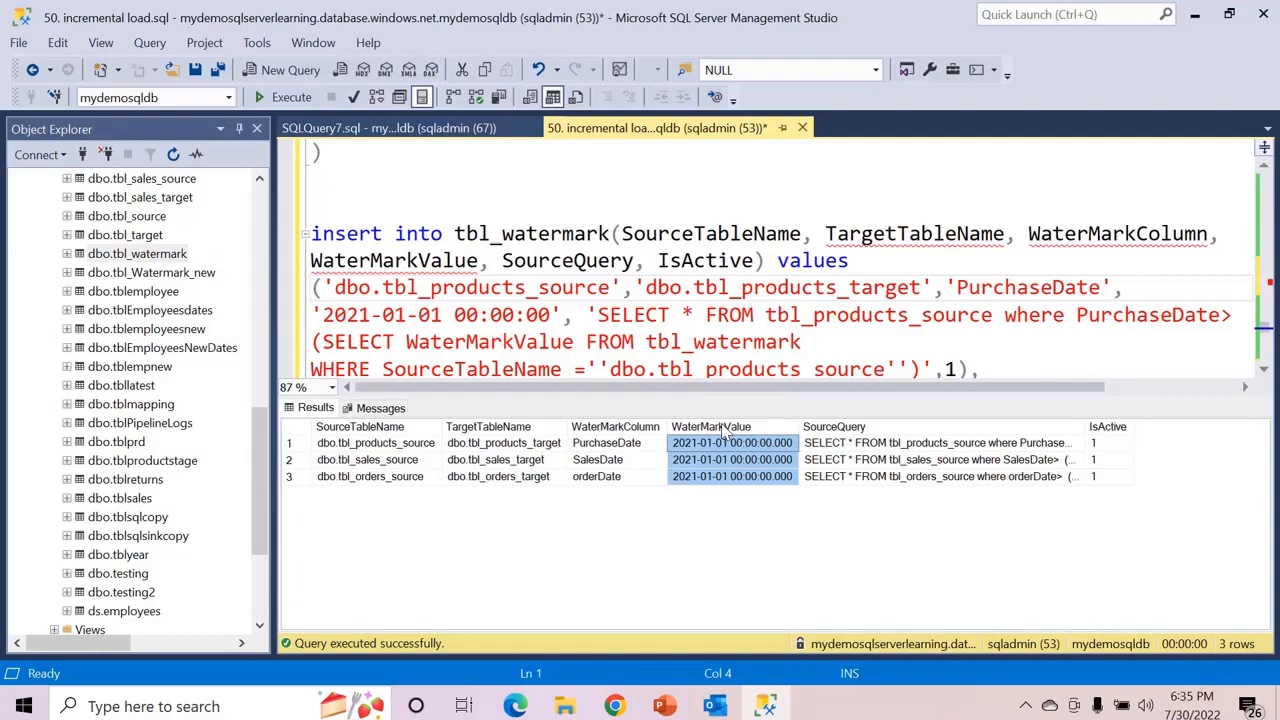 50. incremental load.sql - mydemosqlserverlearning.database.windows.net.mydemosqldb (sqladmin (53))* - Microsoft SQL Server Management Studio
Quick Launch (Ctrl+Q)
File Edit View Query Project Tools Window Help
New Query
MDX
DMX
XMLA
DAX
NULL
mydemosqldb
Execute
Object Explorer
SQLQuery7.sql - my...ldb (sqladmin (67))
50. incremental loa...qldb (sqladmin (53))*
Connect
dbo.tbl_sales_source
dbo.tbl_sales_target
dbo.tbl_source
dbo.tbl_target
dbo.tbl_watermark
dbo.tbl_Watermark_new
dbo.tblemployee
dbo.tblEmployeesdates
dbo.tblemployeesnew
dbo.tblEmployeesNewDates
dbo.tblempnew
dbo.tbllatest
dbo.tblmapping
dbo.tblPipelineLogs
dbo.tblprd
dbo.tblproductstage
dbo.tblreturns
dbo.tblsales
dbo.tblsqlcopy
dbo.tblsqlsinkcopy
dbo.tblyear
dbo.testing
dbo.testing2
ds.employees
Views
)
insert into tbl_watermark(SourceTableName, TargetTableName, WaterMarkColumn,
WaterMarkValue, SourceQuery, IsActive) values
('dbo.tbl_products_source','dbo.tbl_products_target','PurchaseDate',
'2021-01-01 00:00:00', 'SELECT * FROM tbl_products_source where PurchaseDate>
(SELECT WaterMarkValue FROM tbl_watermark
WHERE SourceTableName =''dbo.tbl_products_source'')',1),
87 %
Results Messages
SourceTableName TargetTableName WaterMarkColumn WaterMarkValue SourceQuery IsActive
1 dbo.tbl_products_source dbo.tbl_products_target PurchaseDate 2021-01-01 00:00:00.000 SELECT * FROM tbl_products_source where Purchase... 1
2 dbo.tbl_sales_source dbo.tbl_sales_target SalesDate 2021-01-01 00:00:00.000 SELECT * FROM tbl_sales_source where SalesDate> (... 1
3 dbo.tbl_orders_source dbo.tbl_orders_target orderDate 2021-01-01 00:00:00.000 SELECT * FROM tbl_orders_source where orderDate> (... 1
Query executed successfully.
mydemosqlserverlearning.dat... sqladmin (53) mydemosqldb 00:00:00 3 rows
Ready Ln 1 Col 4 INS
Type here to search
6:35 PM
7/30/2022
26